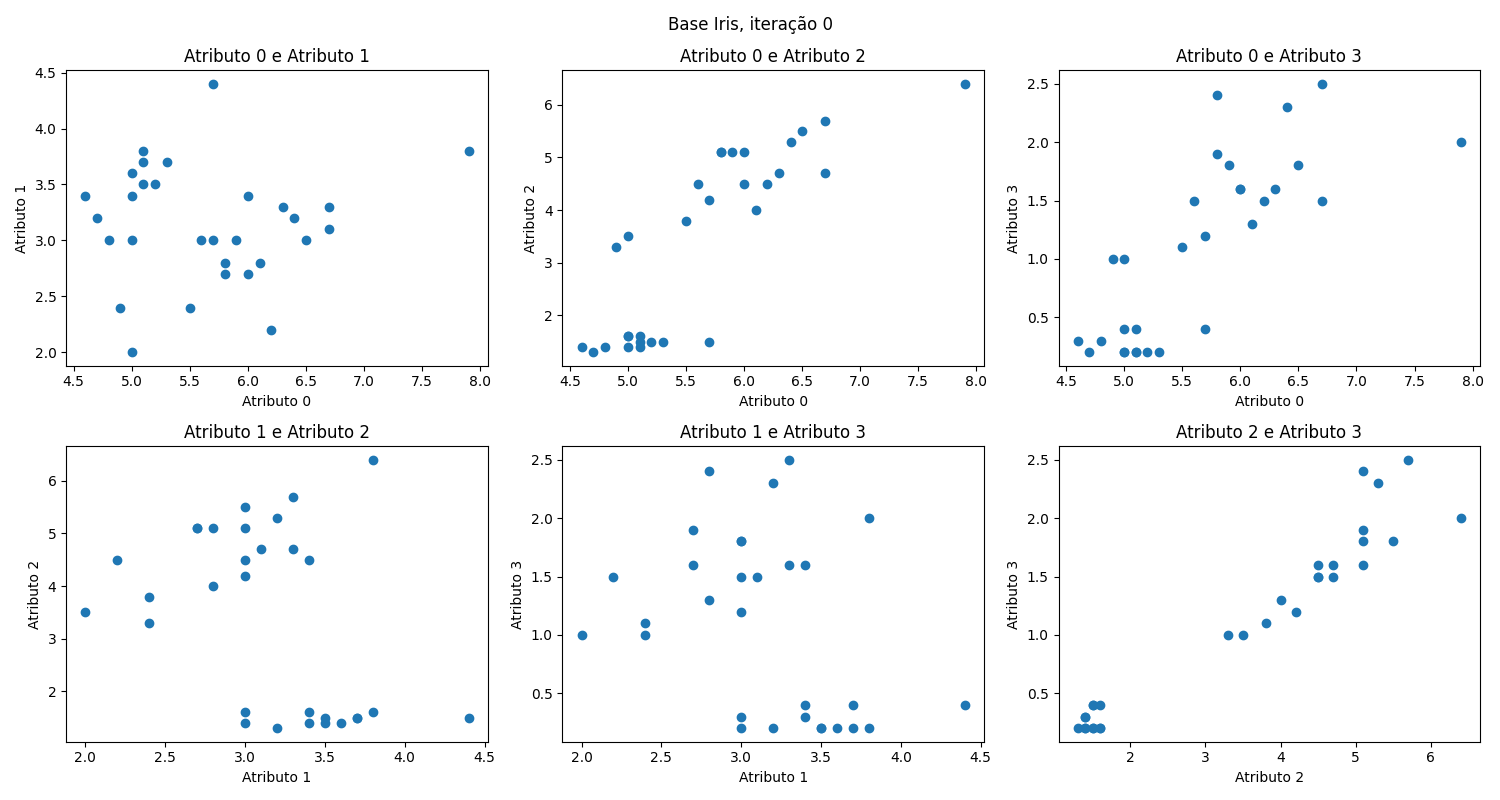 Base Iris, iteração 0
Atributo 0 e Atributo 1
4.5
4.0
3.5
3.0
2.5
2.0
Atributo 1
4.5 5.0 5.5 6.0 6.5 7.0 7.5 8.0
Atributo 0
Atributo 0 e Atributo 2
6
5
4
3
2
Atributo 2
4.5 5.0 5.5 6.0 6.5 7.0 7.5 8.0
Atributo 0
Atributo 0 e Atributo 3
2.5
2.0
1.5
1.0
0.5
Atributo 3
4.5 5.0 5.5 6.0 6.5 7.0 7.5 8.0
Atributo 0
Atributo 1 e Atributo 2
6
5
4
3
2
Atributo 2
2.0 2.5 3.0 3.5 4.0 4.5
Atributo 1
Atributo 1 e Atributo 3
2.5
2.0
1.5
1.0
0.5
Atributo 3
2.0 2.5 3.0 3.5 4.0 4.5
Atributo 1
Atributo 2 e Atributo 3
2.5
2.0
1.5
1.0
0.5
Atributo 3
2 3 4 5 6
Atributo 2